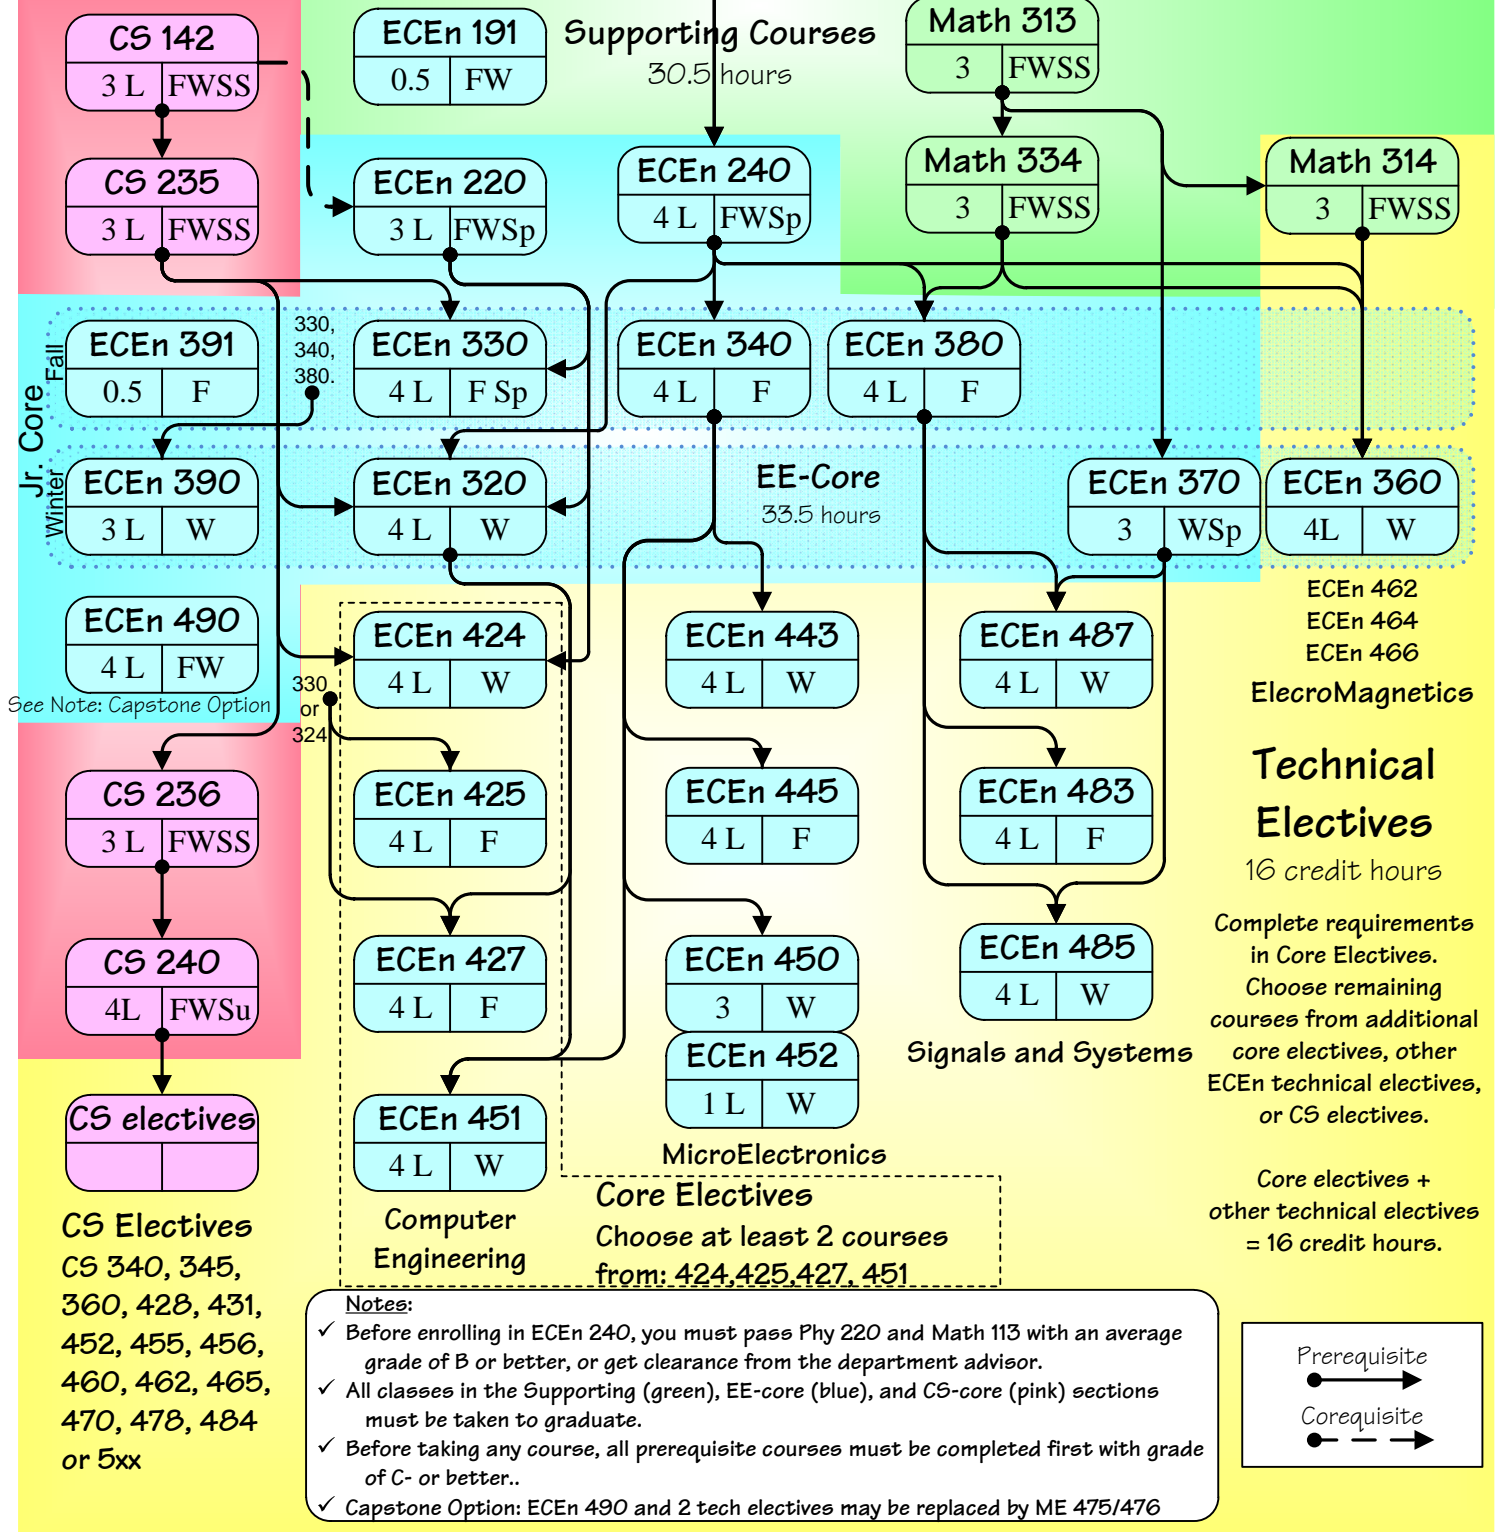 CS 142
3 L FWSS
ECEn 191
0.5 FW
Supporting Courses
30.5 hours
Math 313
3 FWSS
CS 235
3 L FWSS
ECEn 220
3 L FWSp
ECEn 240
4 L FWSp
Math 334
3 FWSS
Math 314
3 FWSS
Jr. Core
Fall
ECEn 391
0.5 F
330,
340,
380.
ECEn 330
4 L F Sp
ECEn 340
4 L F
ECEn 380
4 L F
Winter
ECEn 390
3 L W
ECEn 320
4 L W
EE-Core
33.5 hours
ECEn 370
3 WSp
ECEn 360
4L W
ECEn 462
ECEn 464
ECEn 466
ElecroMagnetics
ECEn 490
4 L FW
See Note: Capstone Option
330
or
324
ECEn 424
4 L W
ECEn 443
4 L W
ECEn 487
4 L W
CS 236
3 L FWSS
ECEn 425
4 L F
ECEn 445
4 L F
ECEn 483
4 L F
Technical
Electives
16 credit hours
Complete requirements
in Core Electives.
Choose remaining
courses from additional
core electives, other
ECEn technical electives,
or CS electives.
Core electives +
other technical electives
= 16 credit hours.
CS 240
4L FWSu
ECEn 427
4 L F
ECEn 450
3 W
ECEn 452
1 L W
MicroElectronics
ECEn 485
4 L W
Signals and Systems
CS electives
ECEn 451
4 L W
Computer
Engineering
Core Electives
Choose at least 2 courses
from: 424,425,427, 451
CS Electives
CS 340, 345,
360, 428, 431,
452, 455, 456,
460, 462, 465,
470, 478, 484
or 5xx
Notes:
✓ Before enrolling in ECEn 240, you must pass Phy 220 and Math 113 with an average
grade of B or better, or get clearance from the department advisor.
✓ All classes in the Supporting (green), EE-core (blue), and CS-core (pink) sections
must be taken to graduate.
✓ Before taking any course, all prerequisite courses must be completed first with grade
of C- or better..
✓ Capstone Option: ECEn 490 and 2 tech electives may be replaced by ME 475/476
Prerequisite
Corequisite